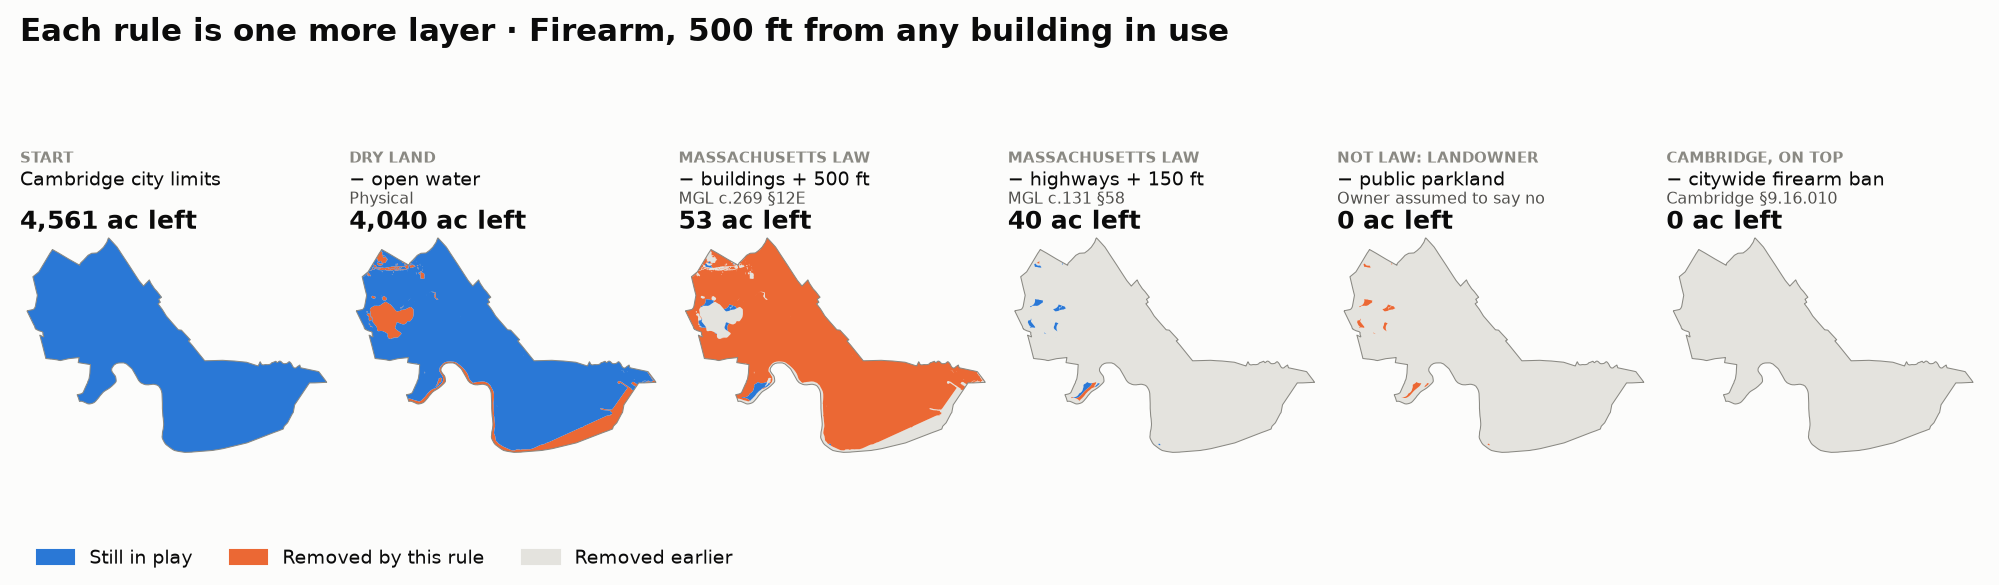 Each rule is one more layer · Firearm, 500 ft from any building in use
START
Cambridge city limits
4,561 ac left
DRY LAND
− open water
Physical
4,040 ac left
MASSACHUSETTS LAW
− buildings + 500 ft
MGL c.269 §12E
53 ac left
MASSACHUSETTS LAW
− highways + 150 ft
MGL c.131 §58
40 ac left
NOT LAW: LANDOWNER
− public parkland
Owner assumed to say no
0 ac left
CAMBRIDGE, ON TOP
− citywide firearm ban
Cambridge §9.16.010
0 ac left
Still in play
Removed by this rule
Removed earlier